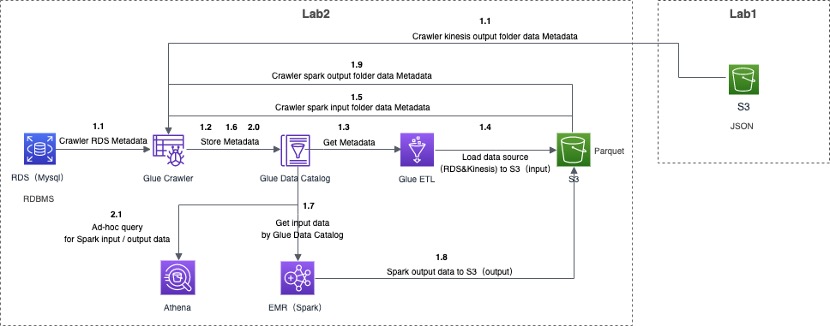 Lab2
Lab1
1.1
Crawler kinesis output folder data Metadata
1.9
Crawler spark output folder data Metadata
S3
JSON
1.5
Crawler spark input folder data Metadata
1.1
Crawler RDS Metadata
1.2 1.6 2.0
Store Metadata
1.3
Get Metadata
1.4
Load data source
(RDS&Kinesis) to S3（input）
Parquet
RDS（Mysql）
RDBMS
Glue Crawler
Glue Data Catalog
Glue ETL
S3
2.1
Ad-hoc query
for Spark input / output data
1.7
Get input data
by Glue Data Catalog
1.8
Spark output data to S3（output）
Athena
EMR（Spark）